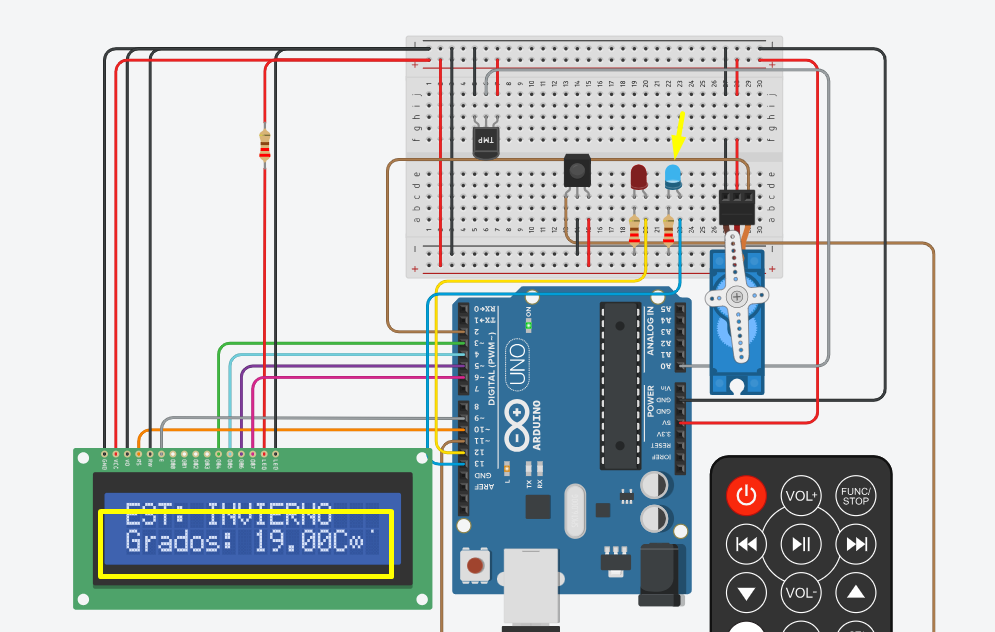 TMP
EST: INVIERNO
Grados: 19.00C
GND
VCC
VO
RS
RW
E
DB0
DB1
DB2
DB3
DB4
DB5
DB6
DB7
LED
LED
RX←0
TX→1
2
~3
4
~5
~6
7
8
~9
~10
~11
12
13
GND
AREF
DIGITAL (PWM~)
UNO
ARDUINO
ON
L
TX
RX
ANALOG IN
A5
A4
A3
A2
A1
A0
POWER
Vin
GND
GND
5V
3.3V
RESET
IOREF
VOL+
FUNC/
STOP
VOL-